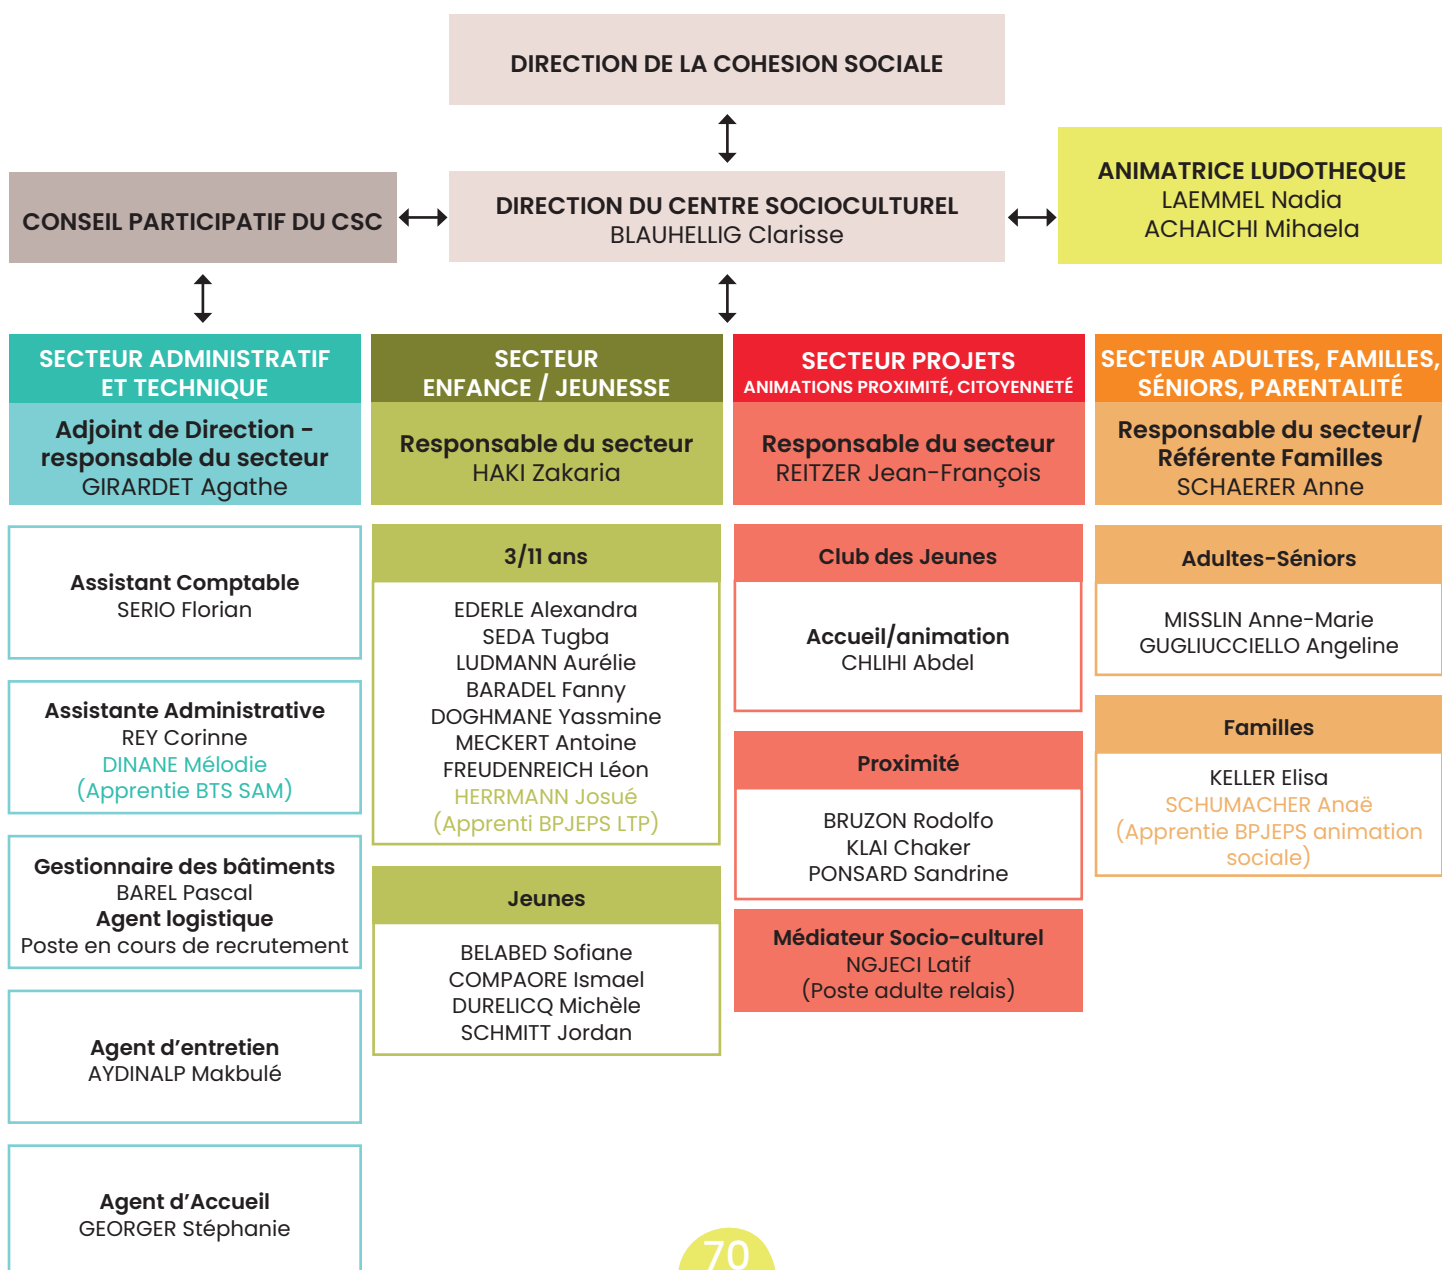 DIRECTION DE LA COHESION SOCIALE
CONSEIL PARTICIPATIF DU CSC
DIRECTION DU CENTRE SOCIOCULTUREL
BLAUHELLIG Clarisse
ANIMATRICE LUDOTHEQUE
LAEMMEL Nadia
ACHAICHI Mihaela
SECTEUR ADMINISTRATIF
ET TECHNIQUE
Adjoint de Direction -
responsable du secteur
GIRARDET Agathe
Assistant Comptable
SERIO Florian
Assistante Administrative
REY Corinne
DINANE Mélodie
(Apprentie BTS SAM)
Gestionnaire des bâtiments
BAREL Pascal
Agent logistique
Poste en cours de recrutement
Agent d’entretien
AYDINALP Makbulé
Agent d’Accueil
GEORGER Stéphanie
SECTEUR
ENFANCE / JEUNESSE
Responsable du secteur
HAKI Zakaria
3/11 ans
EDERLE Alexandra
SEDA Tugba
LUDMANN Aurélie
BARADEL Fanny
DOGHMANE Yassmine
MECKERT Antoine
FREUDENREICH Léon
HERRMANN Josué
(Apprenti BPJEPS LTP)
Jeunes
BELABED Sofiane
COMPAORE Ismael
DURELICQ Michèle
SCHMITT Jordan
SECTEUR PROJETS
ANIMATIONS PROXIMITÉ, CITOYENNETÉ
Responsable du secteur
REITZER Jean-François
Club des Jeunes
Accueil/animation
CHLIHI Abdel
Proximité
BRUZON Rodolfo
KLAI Chaker
PONSARD Sandrine
Médiateur Socio-culturel
NGJECI Latif
(Poste adulte relais)
SECTEUR ADULTES, FAMILLES,
SÉNIORS, PARENTALITÉ
Responsable du secteur/
Référente Familles
SCHAERER Anne
Adultes-Séniors
MISSLIN Anne-Marie
GUGLIUCCIELLO Angeline
Familles
KELLER Elisa
SCHUMACHER Anaë
(Apprentie BPJEPS animation
sociale)
70